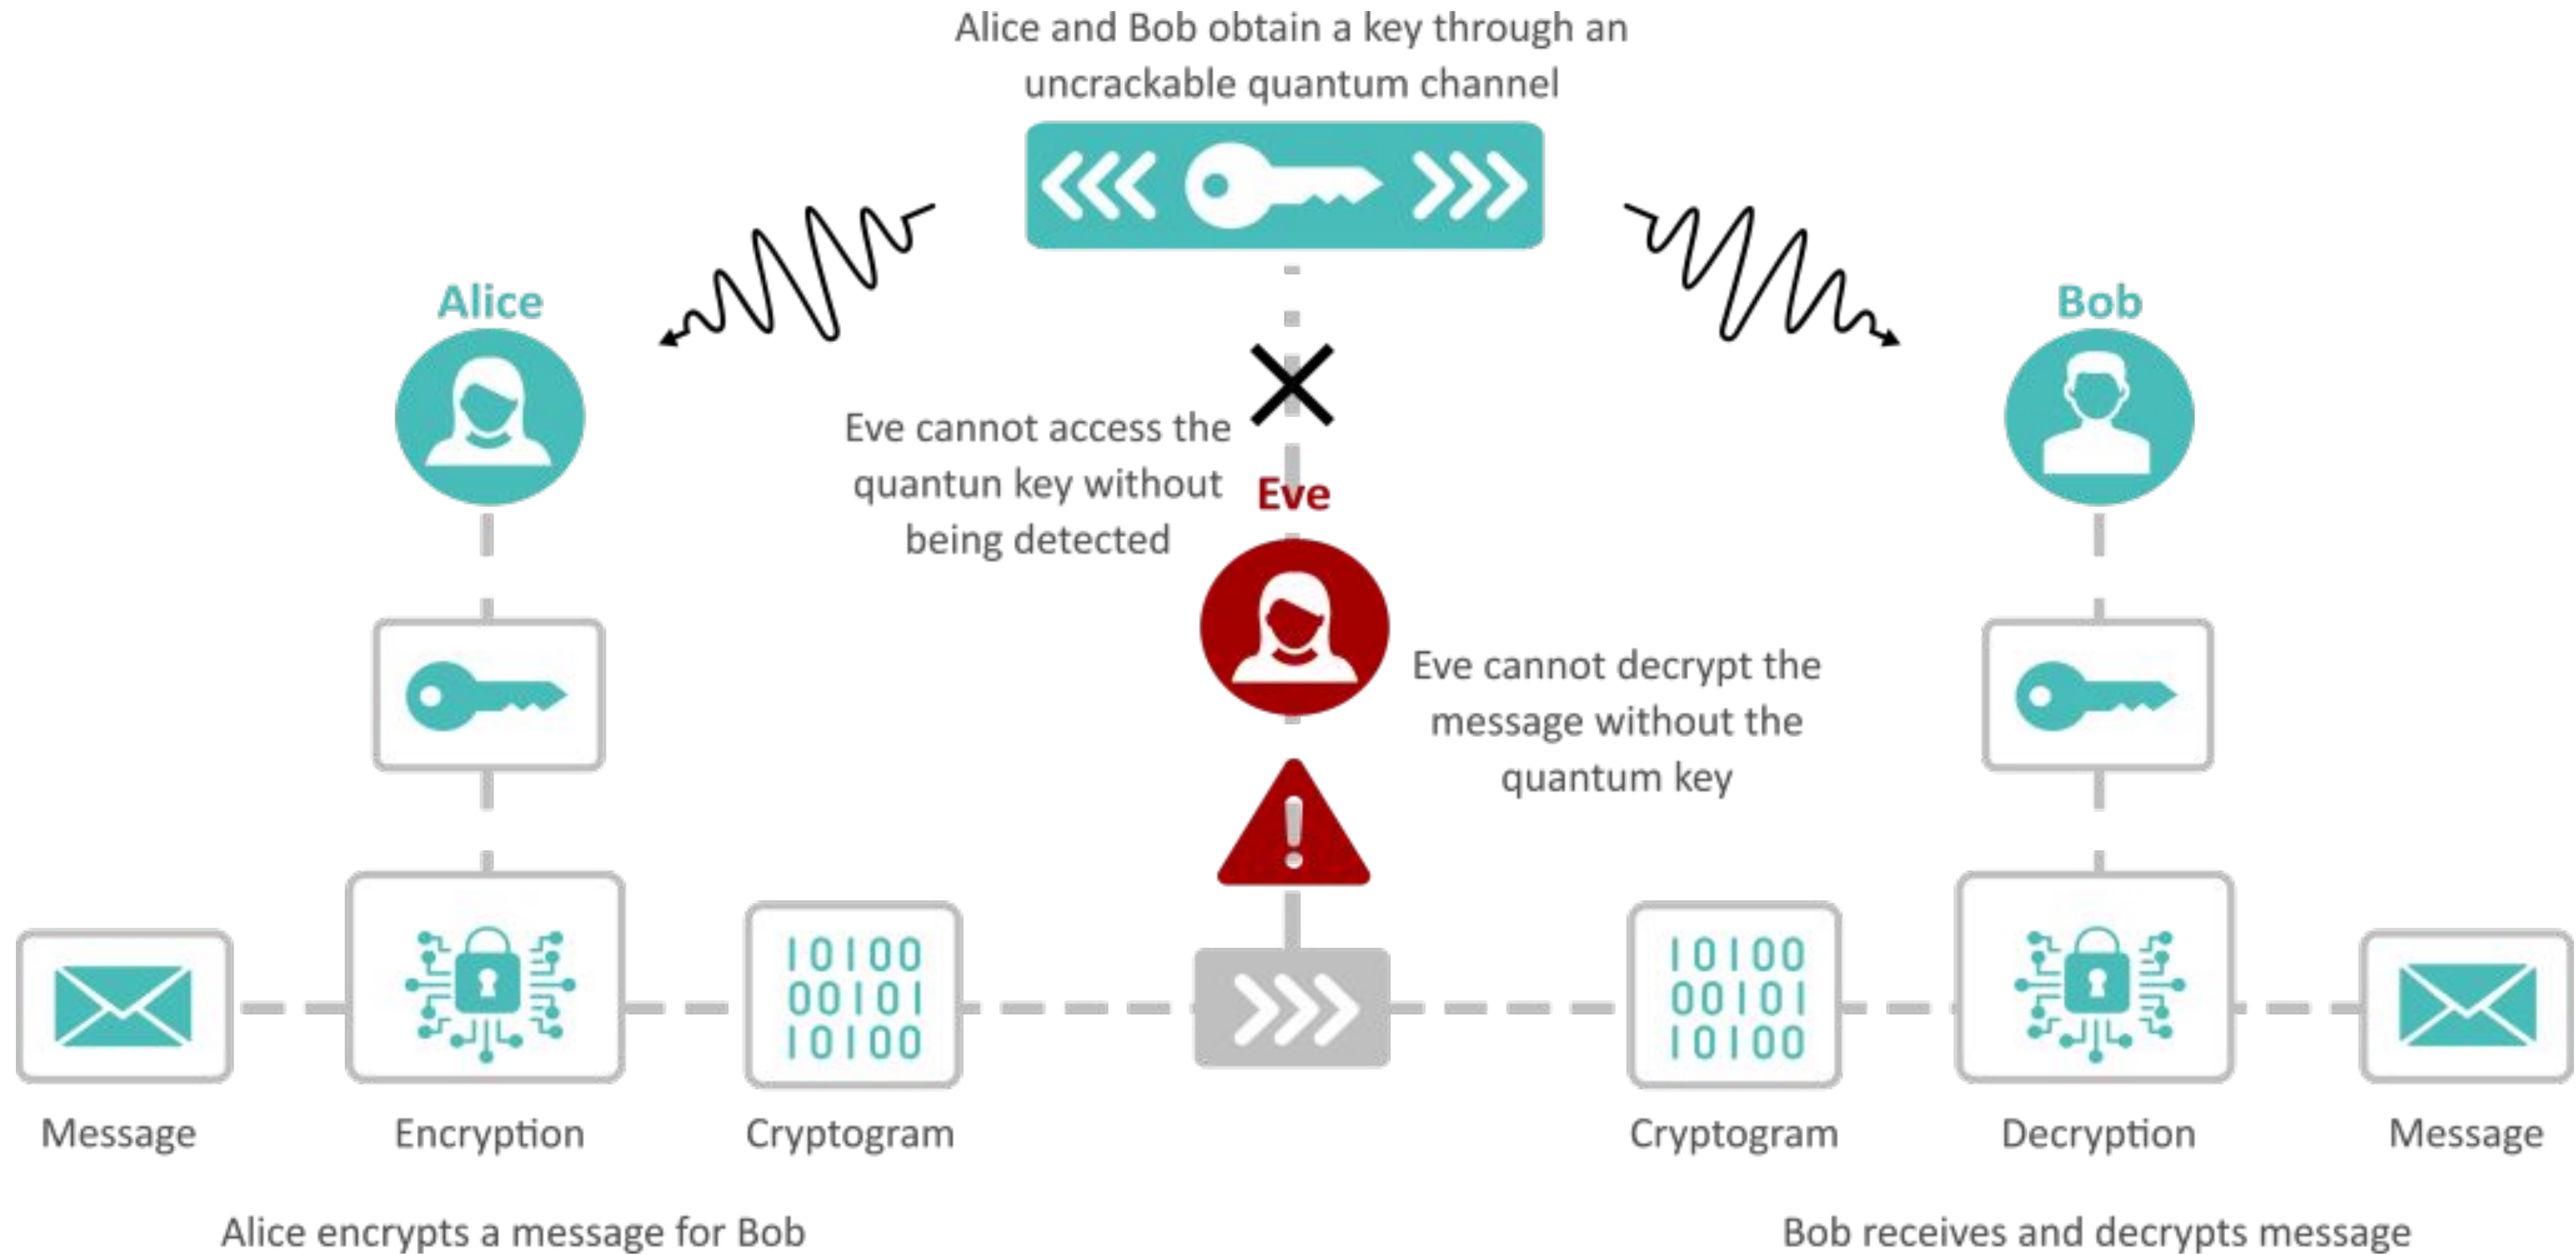 Alice and Bob obtain a key through an
uncrackable quantum channel
Alice
Bob
Eve cannot access the
quantun key without
being detected
Eve
Eve cannot decrypt the
message without the
quantum key
10100
00101
10100
10100
00101
10100
Message
Encryption
Cryptogram
Cryptogram
Decryption
Message
Alice encrypts a message for Bob
Bob receives and decrypts message